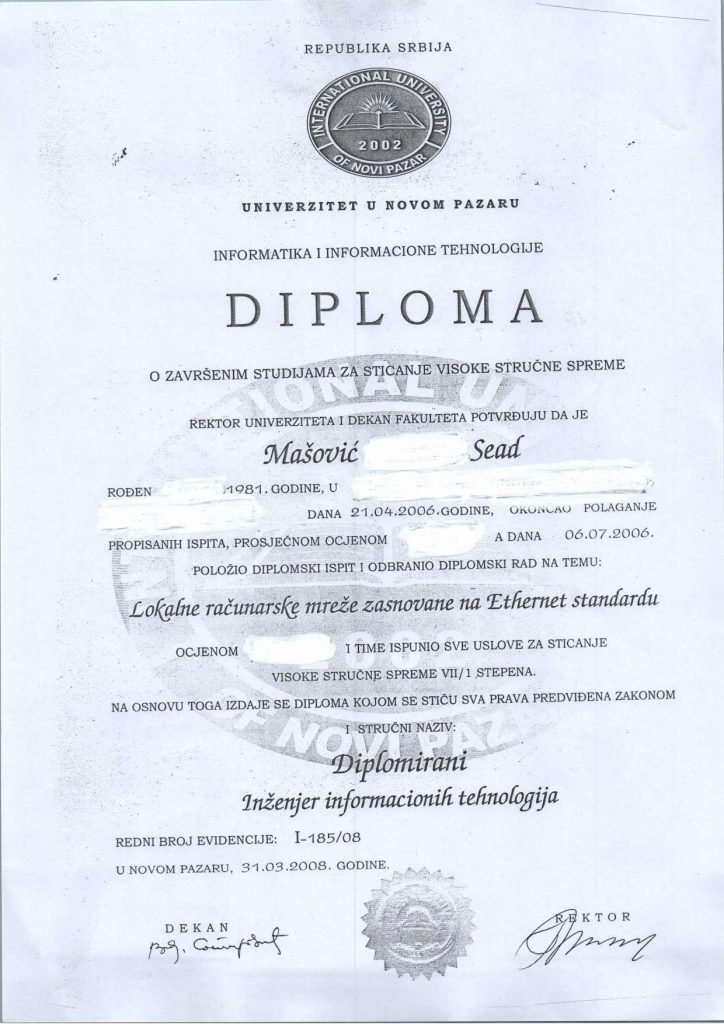 REPUBLIKA SRBIJA
INTERNATIONAL UNIVERSITY
2002
OF NOVI PAZAR
UNIVERZITET U NOVOM PAZARU
INFORMATIKA I INFORMACIONE TEHNOLOGIJE
DIPLOMA
O ZAVRŠENIM STUDIJAMA ZA STICANJE VISOKE STRUČNE SPREME
REKTOR UNIVERZITETA I DEKAN FAKULTETA POTVRĐUJU DA JE
Mašović Sead
ROĐEN 1981. GODINE, U
DANA 21.04.2006.GODINE, OKONČAO POLAGANJE
PROPISANIH ISPITA, PROSJEČNOM OCJENOM A DANA 06.07.2006.
POLOŽIO DIPLOMSKI ISPIT I ODBRANIO DIPLOMSKI RAD NA TEMU:
Lokalne računarske mreže zasnovane na Ethernet standardu
OCJENOM I TIME ISPUNIO SVE USLOVE ZA STICANJE
VISOKE STRUČNE SPREME VII/1 STEPENA.
NA OSNOVU TOGA IZDAJE SE DIPLOMA KOJOM SE STIČU SVA PRAVA PREDVIĐENA ZAKONOM
I STRUČNI NAZIV:
Diplomirani
Inženjer informacionih tehnologija
REDNI BROJ EVIDENCIJE: I-185/08
U NOVOM PAZARU, 31.03.2008. GODINE.
DEKAN
REKTOR